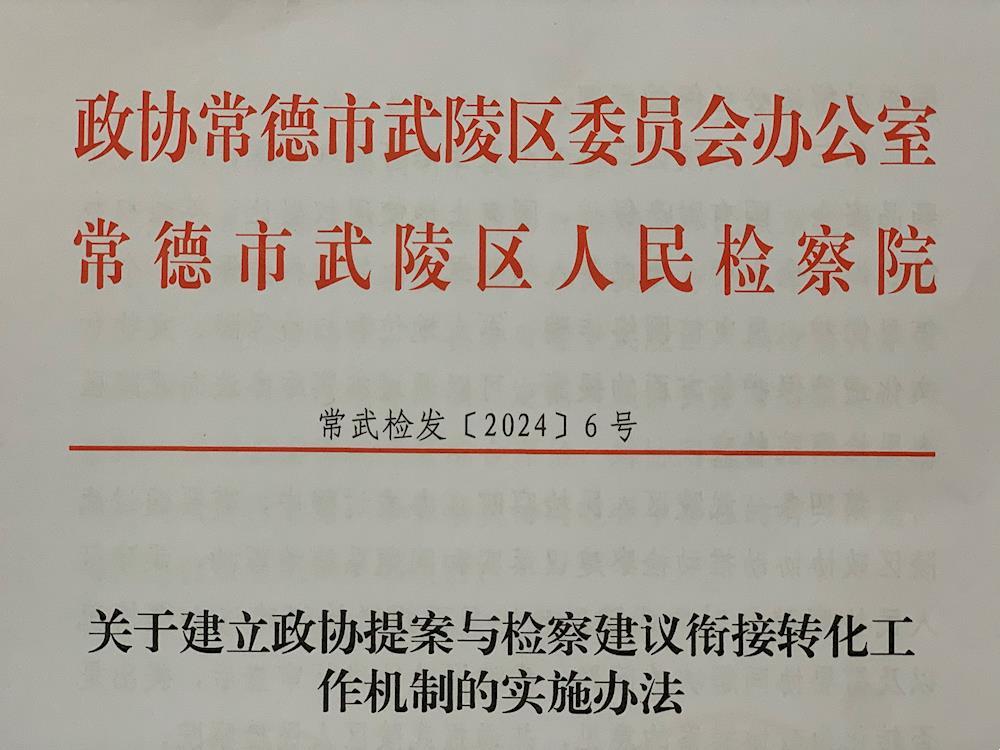 政协常德市武陵区委员会办公室
常德市武陵区人民检察院
常武检发〔2024〕6号
关于建立政协提案与检察建议衔接转化工
作机制的实施办法